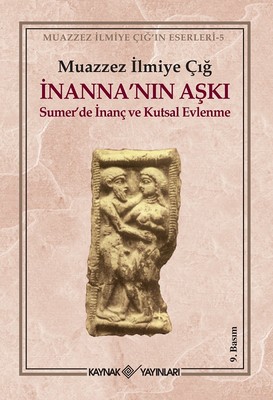 MUAZZEZ İLMİYE ÇIĞ'IN ESERLERİ-5
Muazzez İlmiye Çığ
İNANNA'NIN AŞKI
Sumer'de İnanç ve Kutsal Evlenme
9. Basım
KAYNAK YAYINLARI